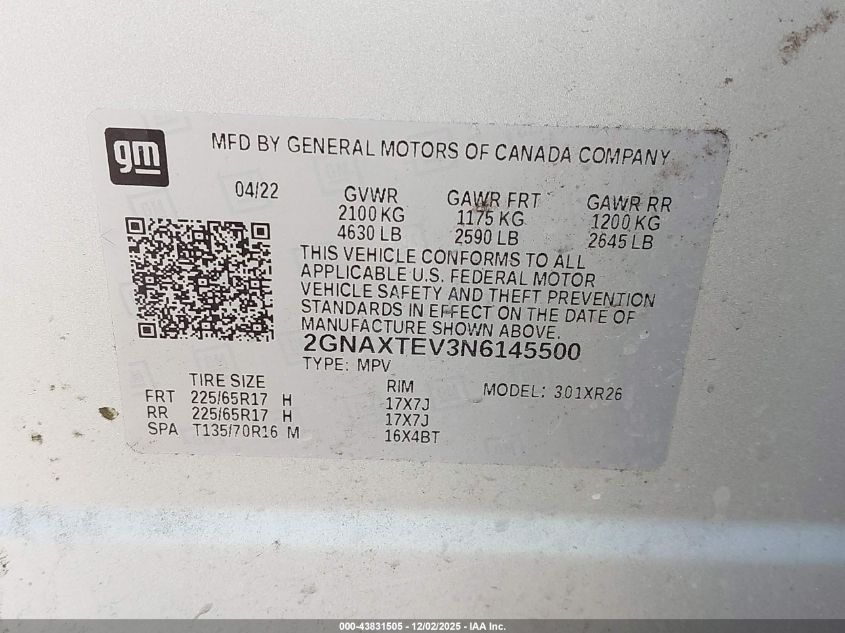 gm
MFD BY GENERAL MOTORS OF CANADA COMPANY
04/22 GVWR GAWR FRT GAWR RR
2100 KG 1175 KG 1200 KG
4630 LB 2590 LB 2645 LB
THIS VEHICLE CONFORMS TO ALL
APPLICABLE U.S. FEDERAL MOTOR
VEHICLE SAFETY AND THEFT PREVENTION
STANDARDS IN EFFECT ON THE DATE OF
MANUFACTURE SHOWN ABOVE.
2GNAXTEV3N6145500
TYPE: MPV
TIRE SIZE RIM MODEL: 301XR26
FRT 225/65R17 H 17X7J
RR 225/65R17 H 17X7J
SPA T135/70R16 M 16X4BT
000-43831505 - 12/02/2025 - IAA Inc.